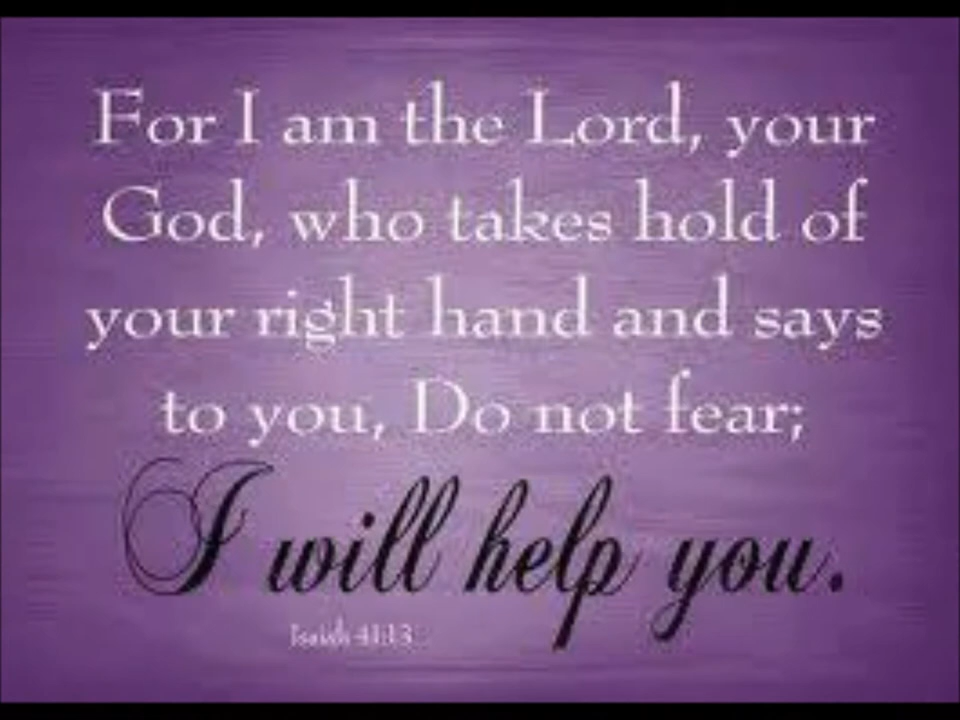 For I am the Lord, your
God, who takes hold of
your right hand and says
to you, Do not fear;
I will help you.
Isaiah 41:13